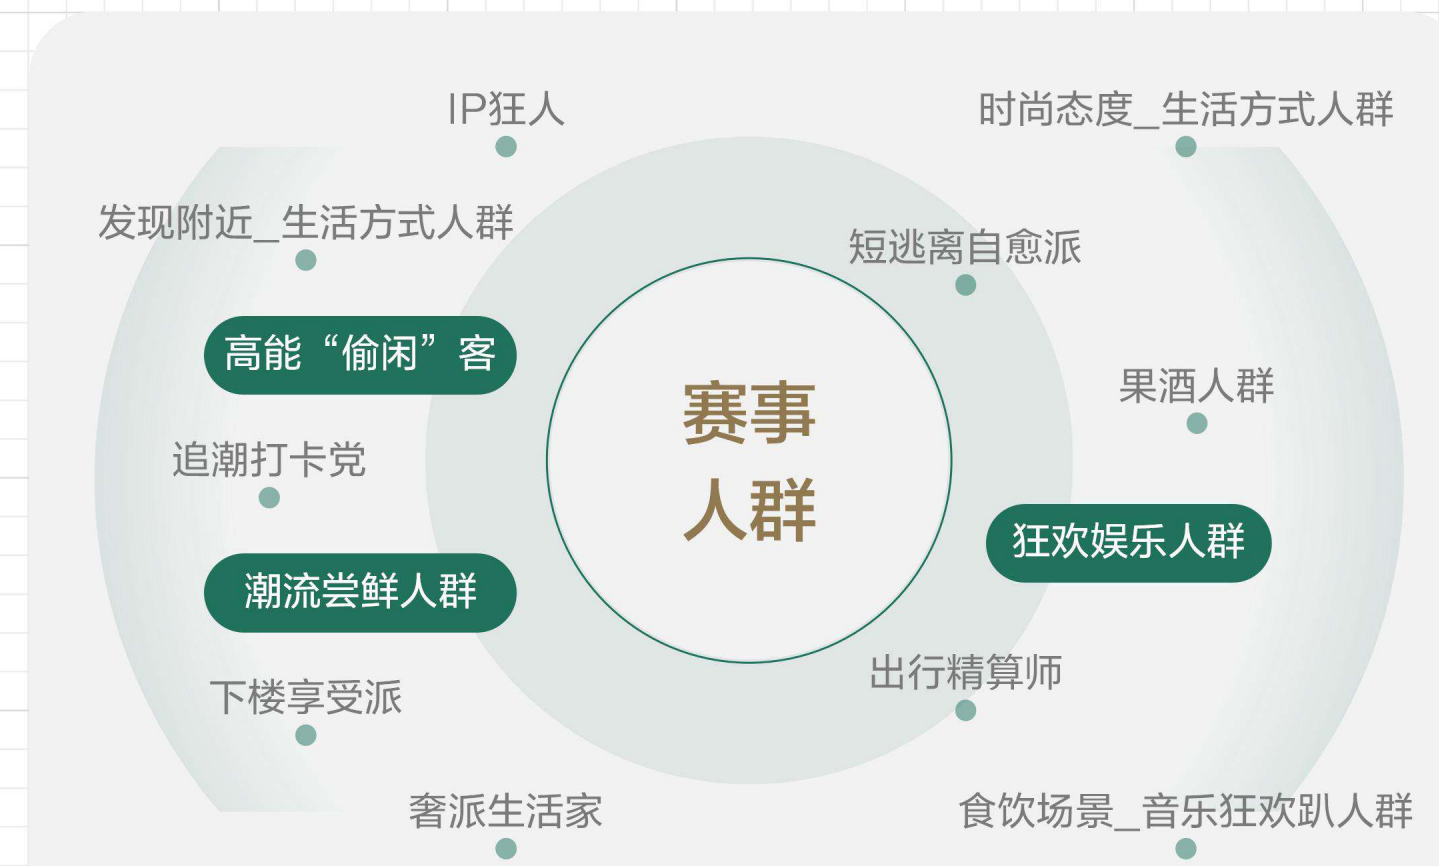 IP狂人
时尚态度_生活方式人群
发现附近_生活方式人群
短逃离自愈派
高能“偷闲”客
果酒人群
赛事
人群
追潮打卡党
狂欢娱乐人群
潮流尝鲜人群
出行精算师
下楼享受派
奢派生活家
食饮场景_音乐狂欢趴人群